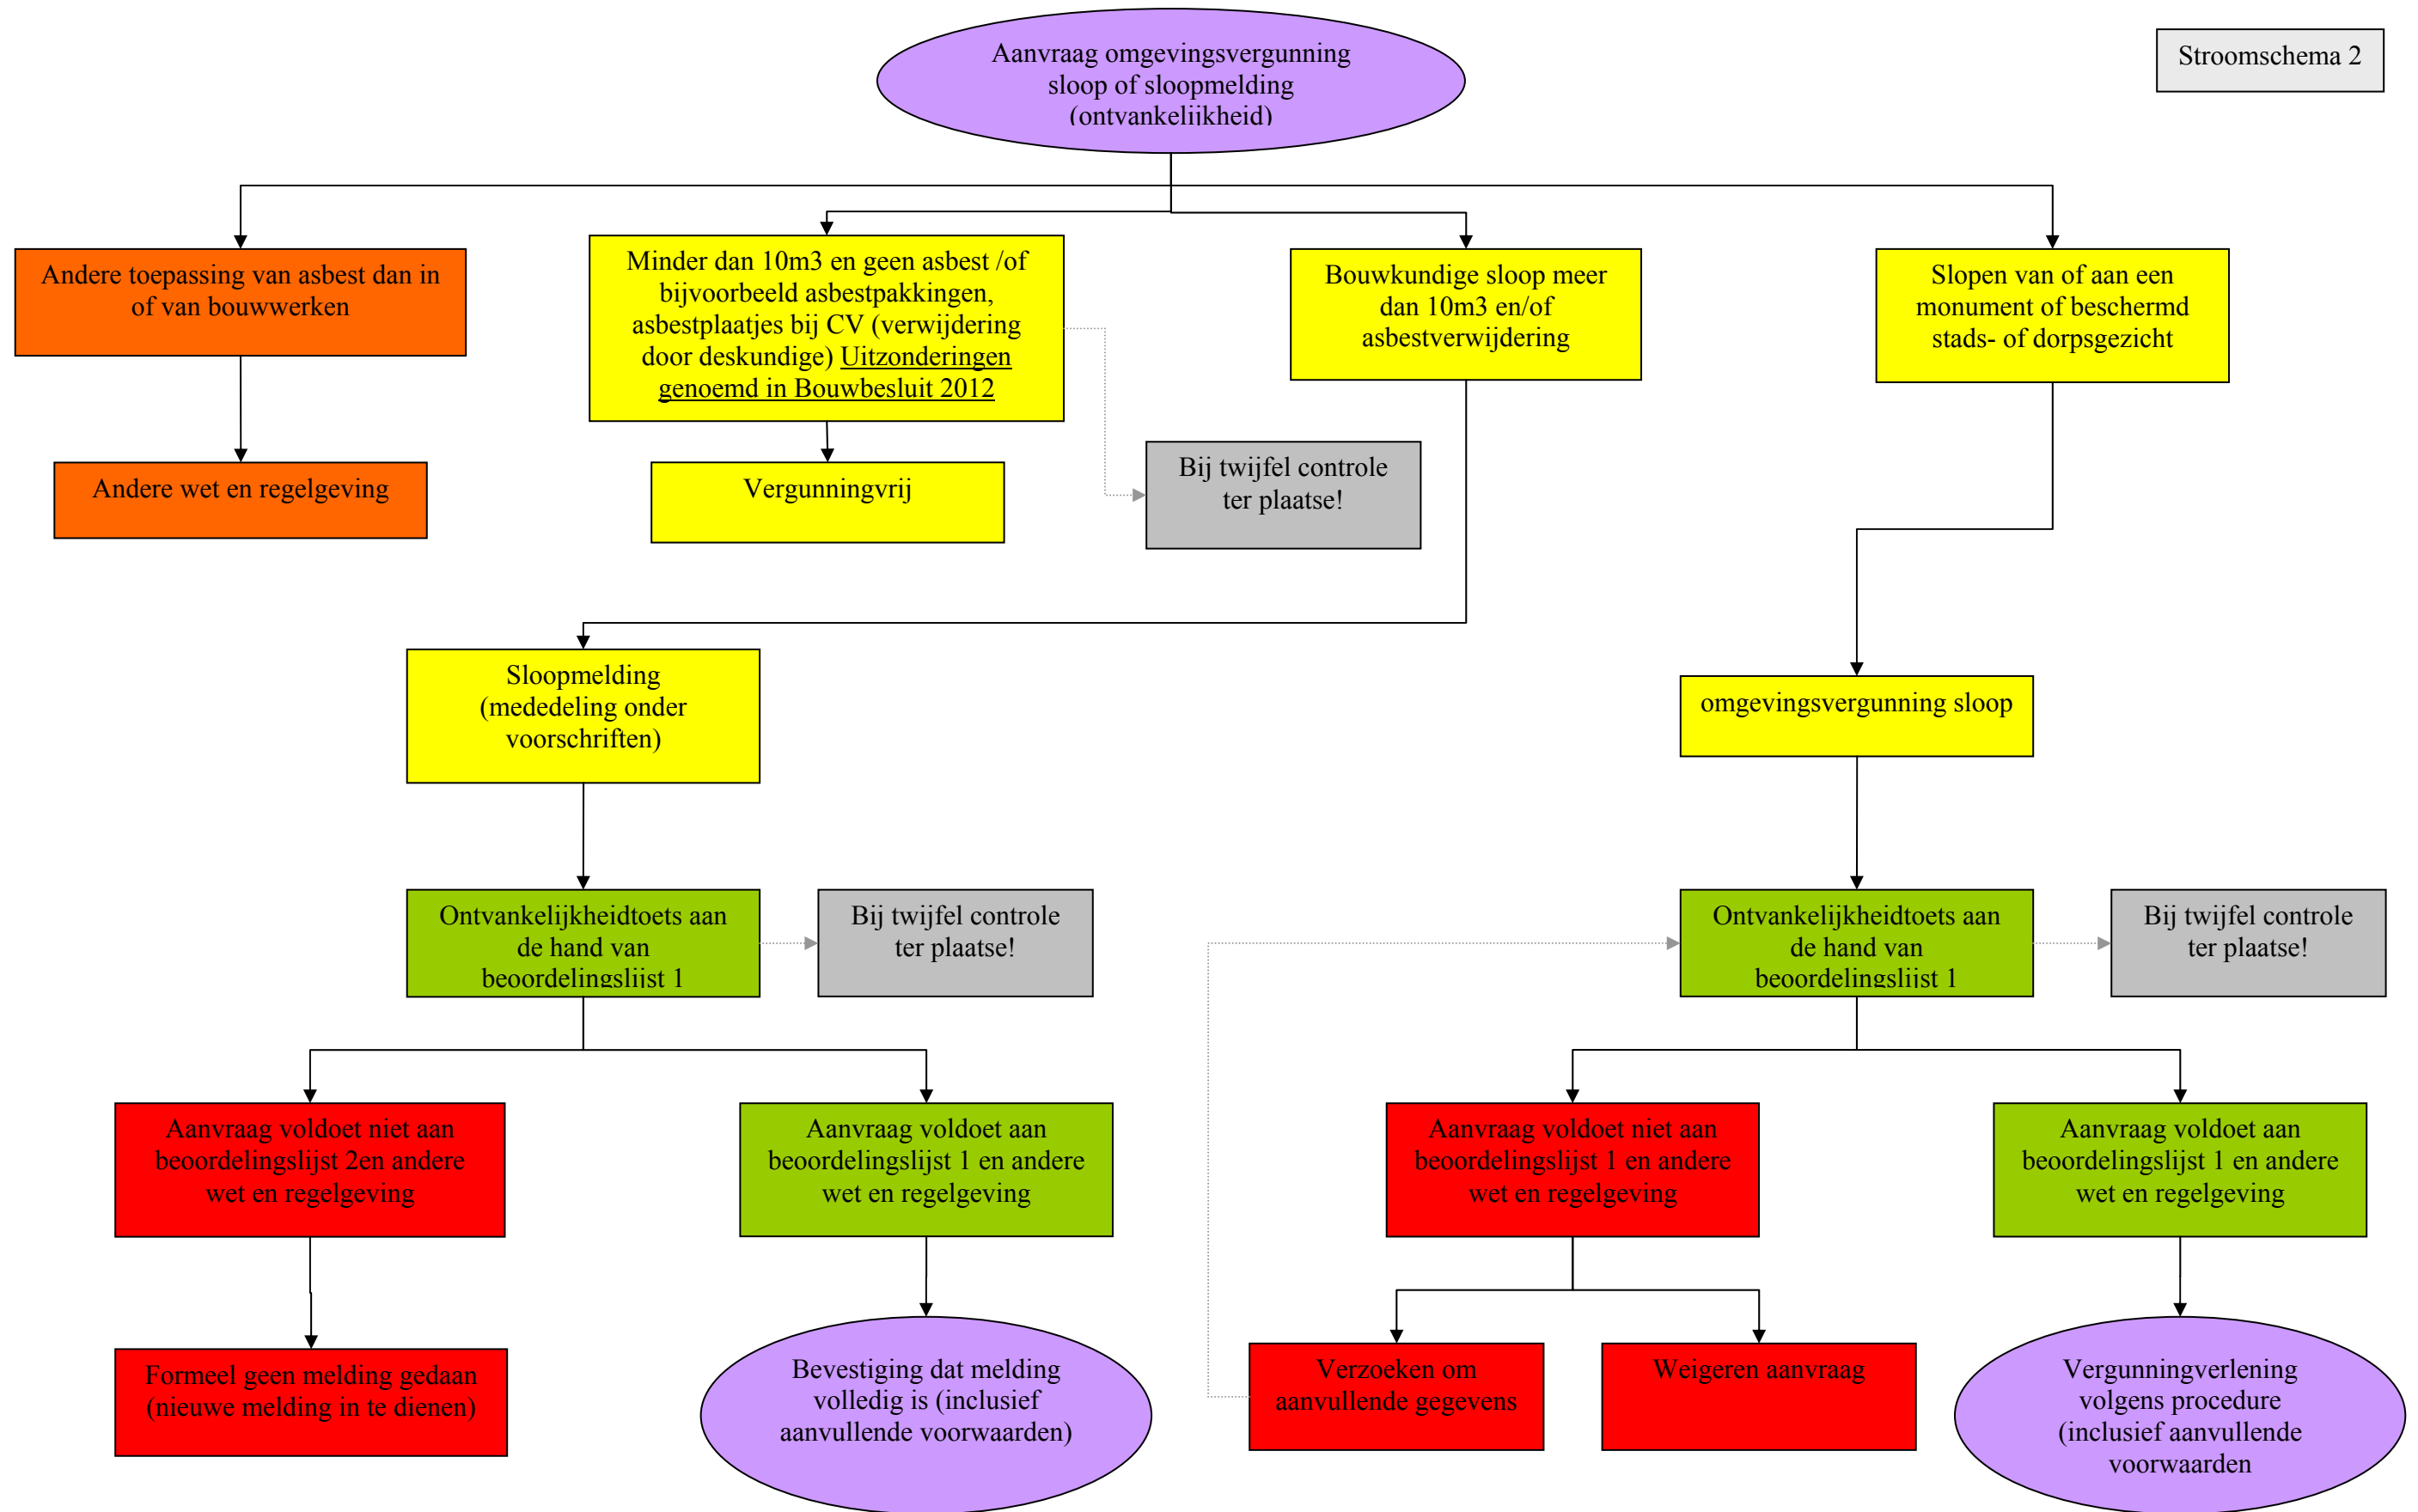 Aanvraag omgevingsvergunning
sloop of sloopmelding
(ontvankelijkheid)
Stroomschema 2
Andere toepassing van asbest dan in
of van bouwwerken
Minder dan 10m3 en geen asbest /of
bijvoorbeeld asbestpakkingen,
asbestplaatjes bij CV (verwijdering
door deskundige) Uitzonderingen
genoemd in Bouwbesluit 2012
Bouwkundige sloop meer
dan 10m3 en/of
asbestverwijdering
Slopen van of aan een
monument of beschermd
stads- of dorpsgezicht
Andere wet en regelgeving
Vergunningvrij
Bij twijfel controle
ter plaatse!
Sloopmelding
(mededeling onder
voorschriften)
omgevingsvergunning sloop
Ontvankelijkheidtoets aan
de hand van
beoordelingslijst 1
Bij twijfel controle
ter plaatse!
Ontvankelijkheidtoets aan
de hand van
beoordelingslijst 1
Bij twijfel controle
ter plaatse!
Aanvraag voldoet niet aan
beoordelingslijst 2en andere
wet en regelgeving
Aanvraag voldoet aan
beoordelingslijst 1 en andere
wet en regelgeving
Aanvraag voldoet niet aan
beoordelingslijst 1 en andere
wet en regelgeving
Aanvraag voldoet aan
beoordelingslijst 1 en andere
wet en regelgeving
Formeel geen melding gedaan
(nieuwe melding in te dienen)
Bevestiging dat melding
volledig is (inclusief
aanvullende voorwaarden)
Verzoeken om
aanvullende gegevens
Weigeren aanvraag
Vergunningverlening
volgens procedure
(inclusief aanvullende
voorwaarden